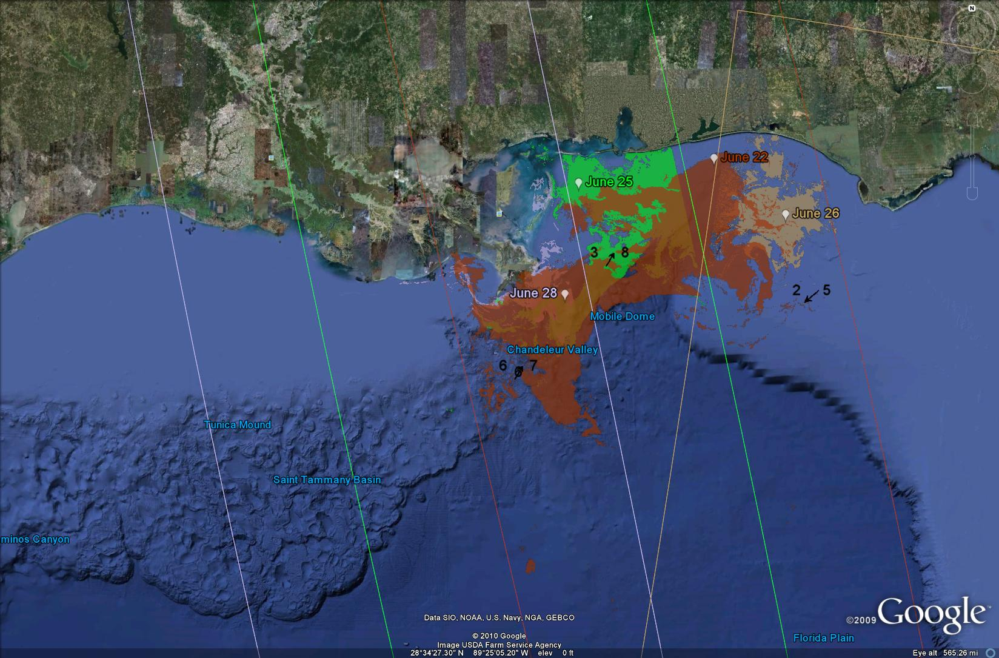 N
June 22
June 25
June 26
3 8
2 5
June 28
Mobile Dome
Chandeleur Valley
6 7
6
Tunica Mound
Saint Tammany Basin
minos Canyon
©2009 Google™
Data SIO, NOAA, U.S. Navy, NGA, GEBCO
© 2010 Google
Image USDA Farm Service Agency
Florida Plain
28°34'27.30" N 89°25'05.20" W elev 0 ft
Eye alt 565.26 mi